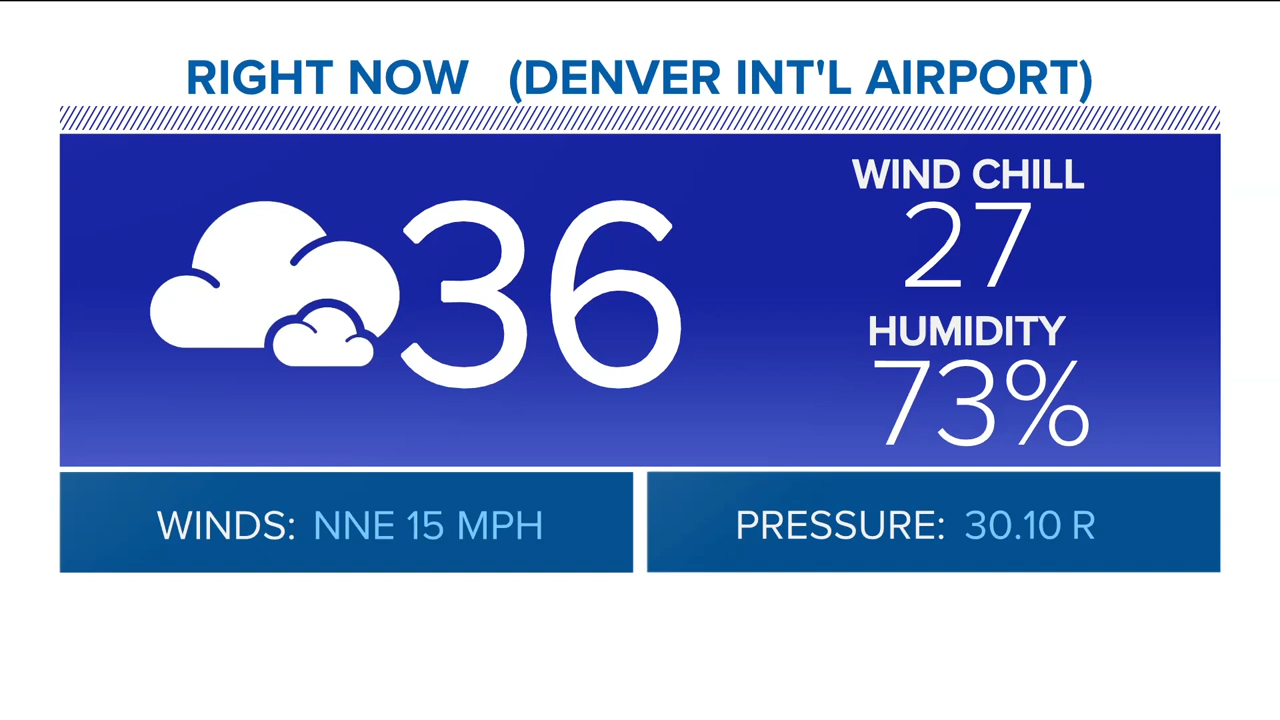 RIGHT NOW (DENVER INT'L AIRPORT)
36
WIND CHILL
27
HUMIDITY
73%
WINDS: NNE 15 MPH
PRESSURE: 30.10 R